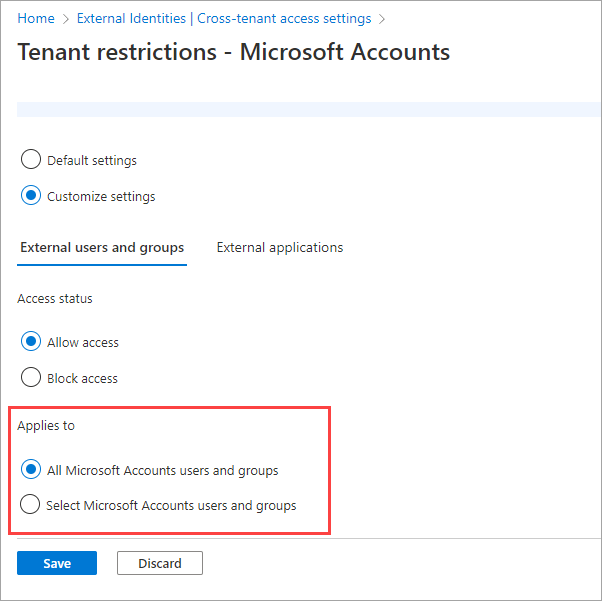 Home > External Identities | Cross-tenant access settings >
Tenant restrictions - Microsoft Accounts
Default settings
Customize settings
External users and groups External applications
Access status
Allow access
Block access
Applies to
All Microsoft Accounts users and groups
Select Microsoft Accounts users and groups
Save Discard